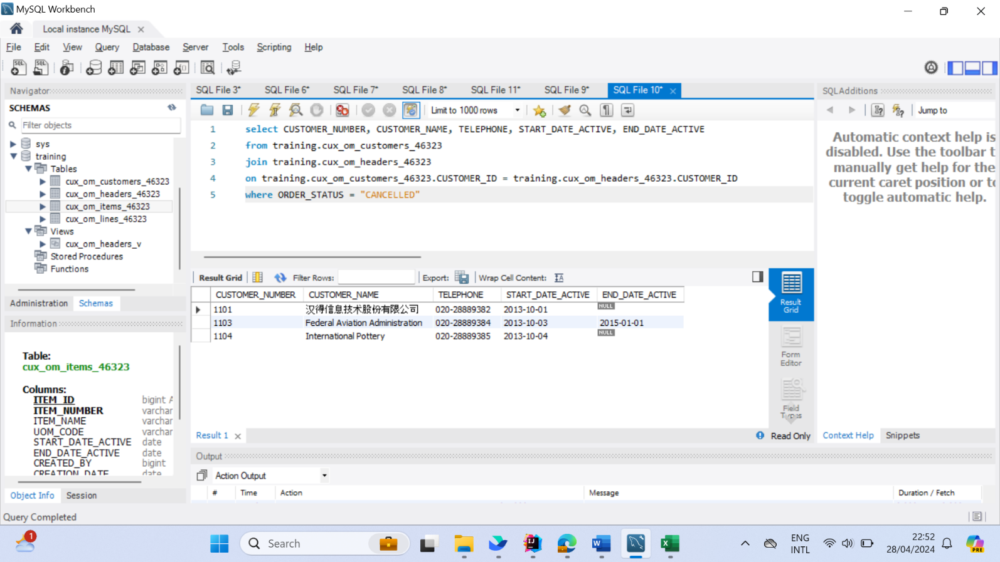 MySQL Workbench
Local instance MySQL
File Edit View Query Database Server Tools Scripting Help
Navigator
SCHEMAS
Filter objects
sys
training
Tables
cux_om_customers_46323
cux_om_headers_46323
cux_om_items_46323
cux_om_lines_46323
Views
cux_om_headers_v
Stored Procedures
Functions
Administration Schemas
Information
Table:
cux_om_items_46323
Columns:
ITEM_ID bigint A
ITEM_NUMBER varchar
ITEM_NAME varchar
UOM_CODE varchar
START_DATE_ACTIVE date
END_DATE_ACTIVE date
CREATED_BY bigint
CREATION_DATE date
Object Info Session
Query Completed
SQL File 3* SQL File 6* SQL File 7* SQL File 8* SQL File 11* SQL File 9* SQL File 10*
Limit to 1000 rows
1 select CUSTOMER_NUMBER, CUSTOMER_NAME, TELEPHONE, START_DATE_ACTIVE, END_DATE_ACTIVE
2 from training.cux_om_customers_46323
3 join training.cux_om_headers_46323
4 on training.cux_om_customers_46323.CUSTOMER_ID = training.cux_om_headers_46323.CUSTOMER_ID
5 where ORDER_STATUS = "CANCELLED"
Result Grid Filter Rows: Export: Wrap Cell Content:
CUSTOMER_NUMBER CUSTOMER_NAME TELEPHONE START_DATE_ACTIVE END_DATE_ACTIVE
1101 汉得信息技术股份有限公司 020-28889382 2013-10-01 NULL
1103 Federal Aviation Administration 020-28889384 2013-10-03 2015-01-01
1104 International Pottery 020-28889385 2013-10-04 NULL
Result
Grid
Form
Editor
Field
Types
Result 1
Read Only
Output
Action Output
# Time Action Message Duration / Fetch
SQLAdditions
Jump to
Automatic context help is
disabled. Use the toolbar t
manually get help for the
current caret position or to
toggle automatic help.
Context Help Snippets
1
Search
ENG
INTL
22:52
28/04/2024
PRE